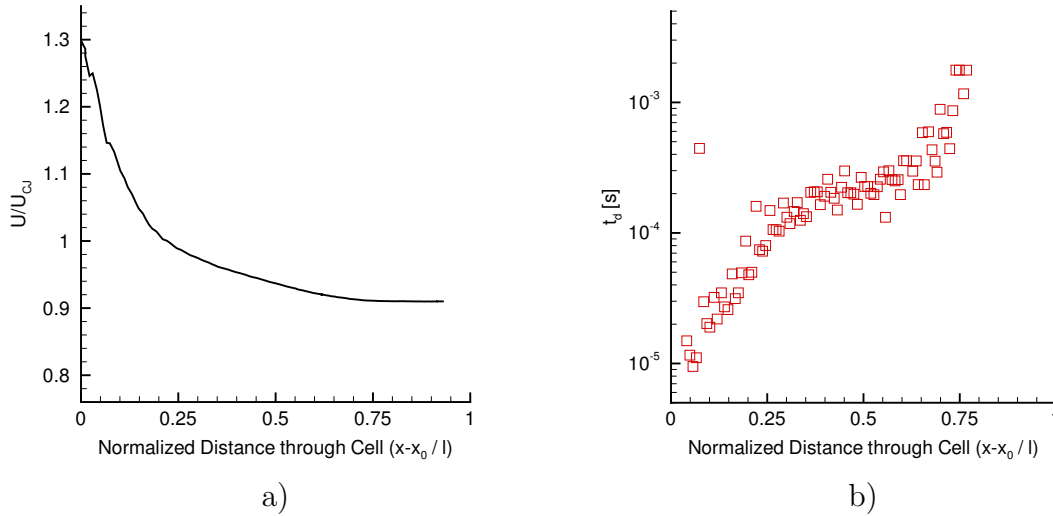 U/U_CJ
1.3
1.2
1.1
1
0.9
0.8
0 0.25 0.5 0.75 1
Normalized Distance through Cell (x-x_0 / l)
a)
t_d [s]
10^-3
10^-4
10^-5
0 0.25 0.5 0.75 1
Normalized Distance through Cell (x-x_0 / l)
b)